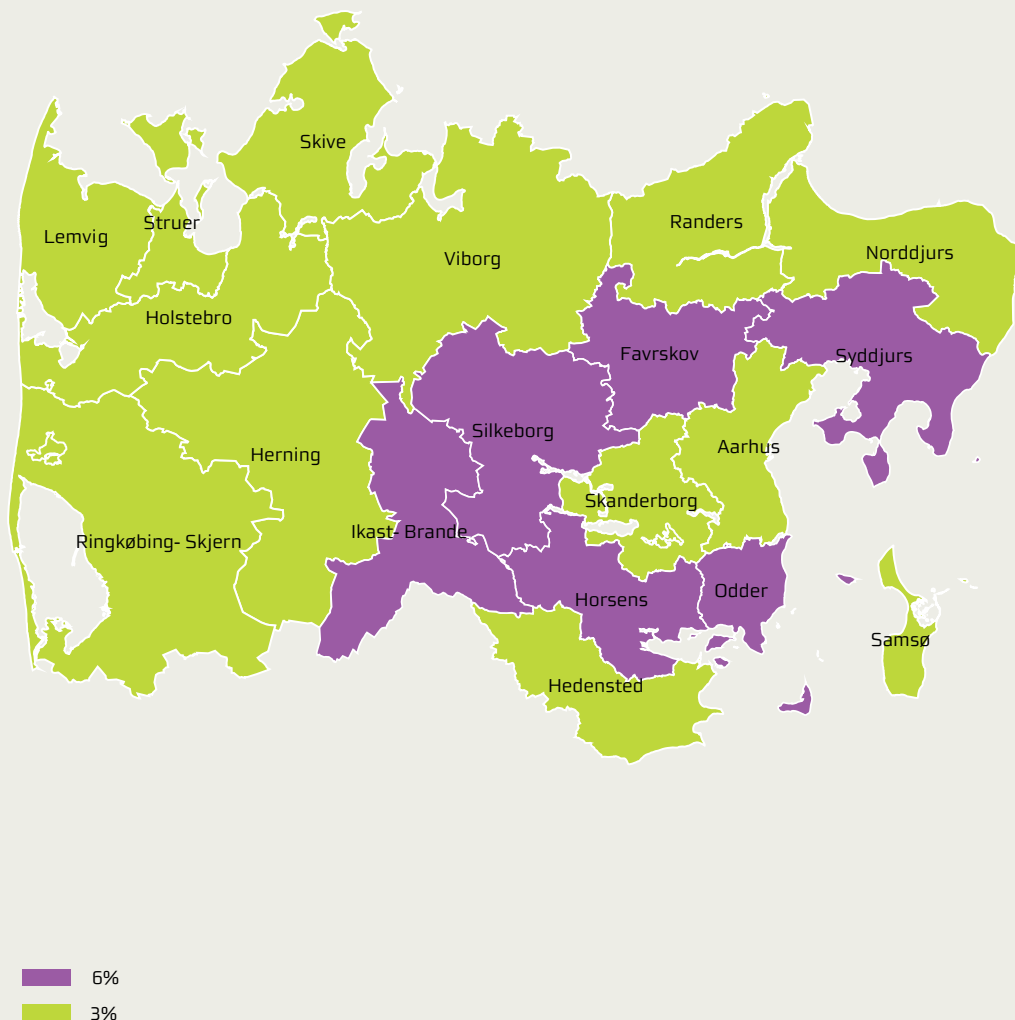 Skive
Struer
Lemvig
Randers
Norddjurs
Viborg
Holstebro
Favrskov
Syddjurs
Silkeborg
Aarhus
Herning
Skanderborg
Ikast- Brande
Ringkøbing- Skjern
Odder
Horsens
Samsø
Hedensted
6%
3%